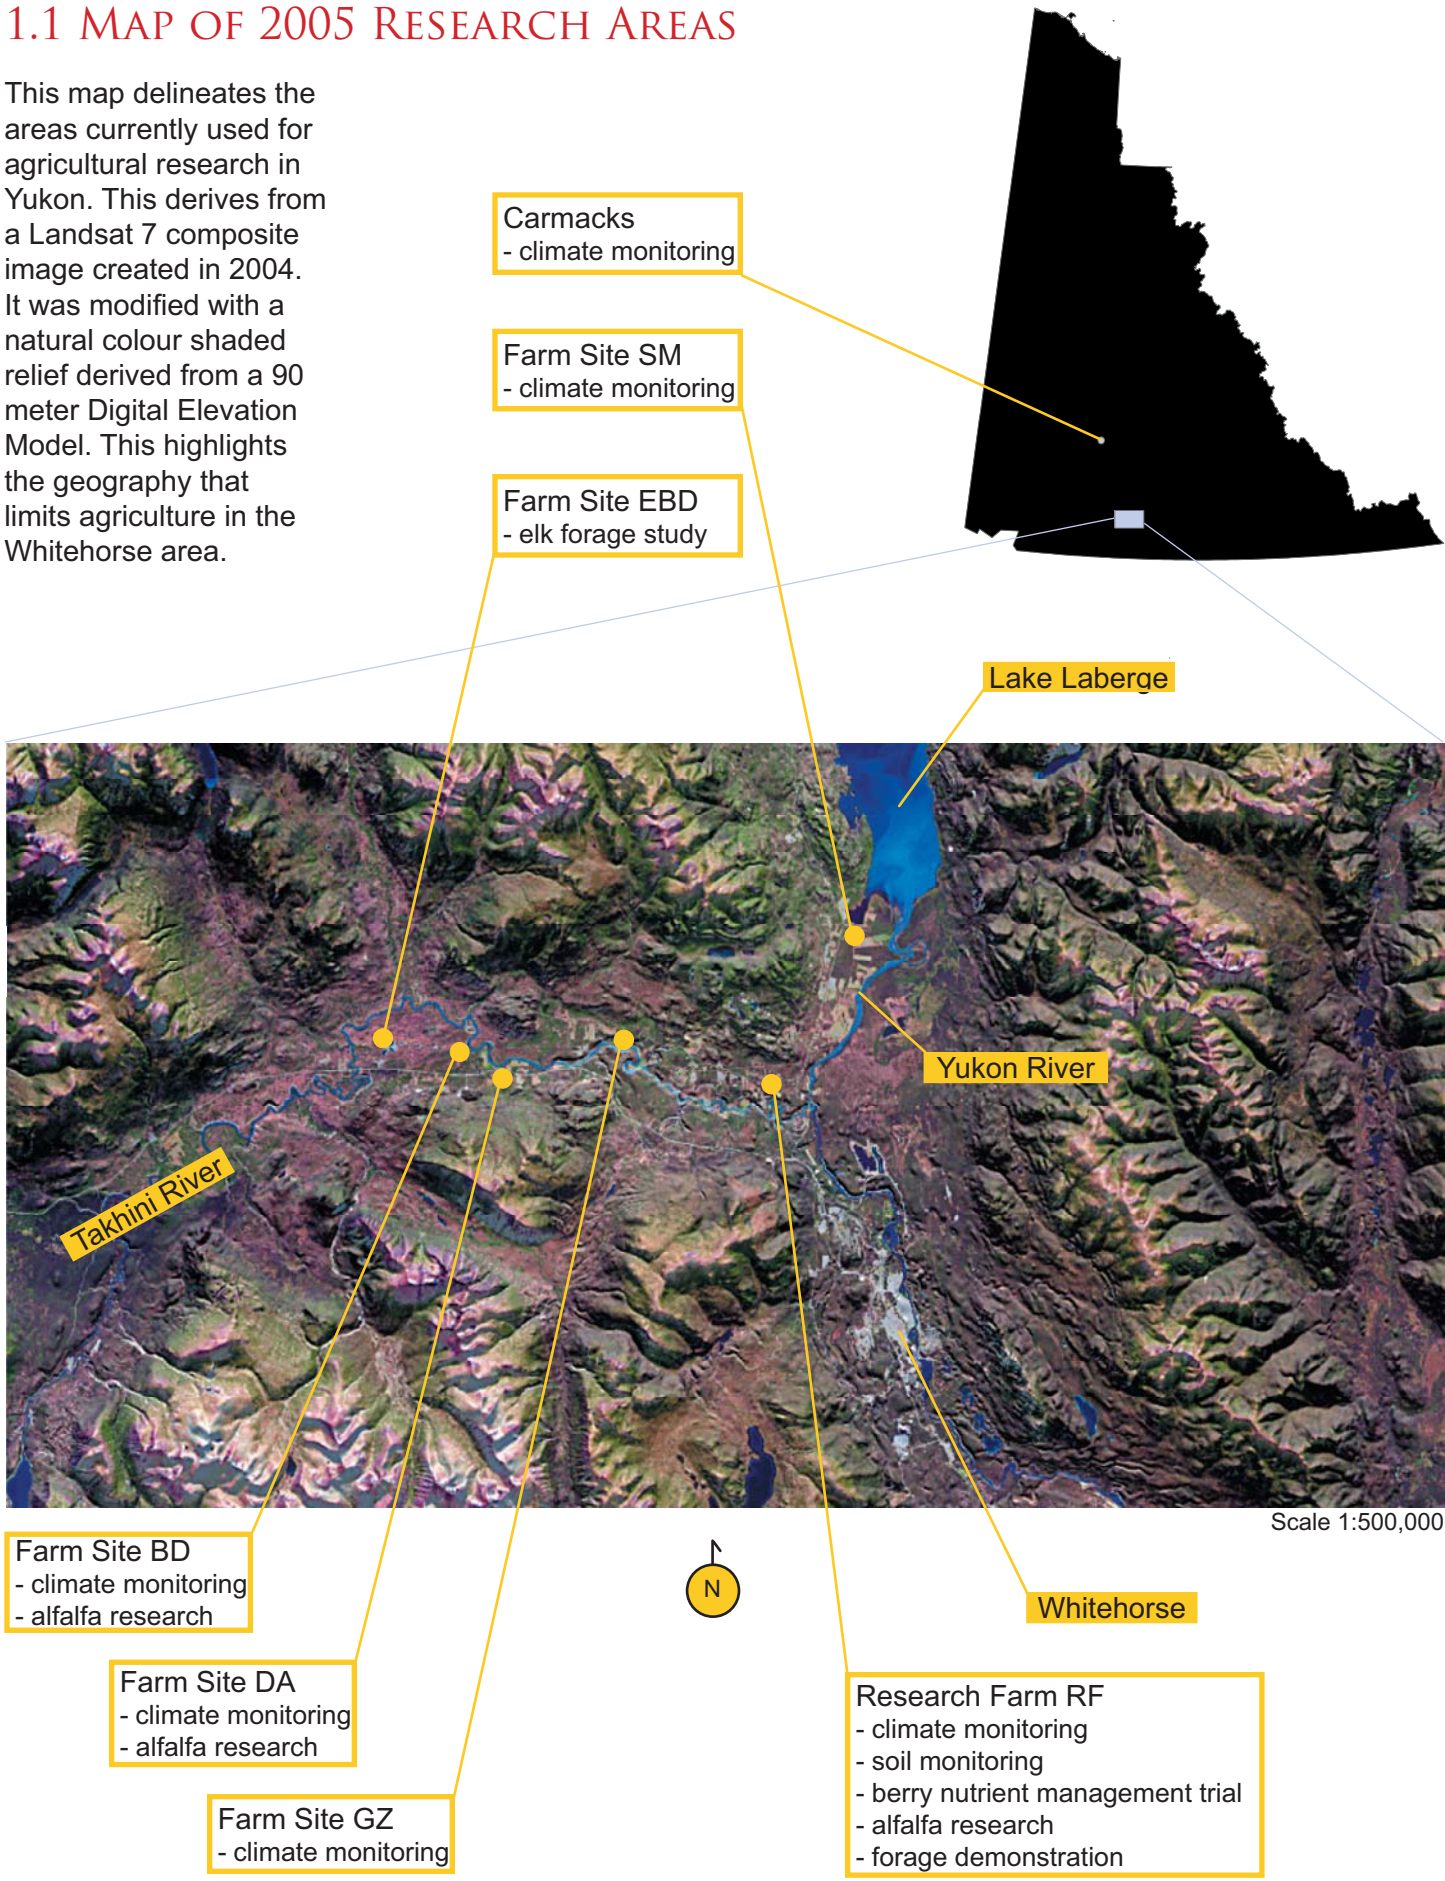 1.1 Map of 2005 Research Areas
This map delineates the
areas currently used for
agricultural research in
Yukon. This derives from
a Landsat 7 composite
image created in 2004.
It was modified with a
natural colour shaded
relief derived from a 90
meter Digital Elevation
Model. This highlights
the geography that
limits agriculture in the
Whitehorse area.
Carmacks
- climate monitoring
Farm Site SM
- climate monitoring
Farm Site EBD
- elk forage study
Lake Laberge
Yukon River
Takhini River
Scale 1:500,000
Farm Site BD
- climate monitoring
- alfalfa research
N
Whitehorse
Farm Site DA
- climate monitoring
- alfalfa research
Farm Site GZ
- climate monitoring
Research Farm RF
- climate monitoring
- soil monitoring
- berry nutrient management trial
- alfalfa research
- forage demonstration